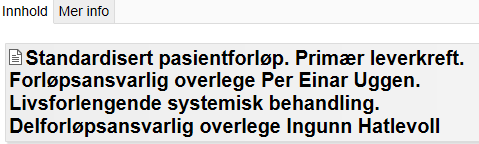 Innhold Mer info
Standardisert pasientforløp. Primær leverkreft.
Forløpsansvarlig overlege Per Einar Uggen.
Livsforlengende systemisk behandling.
Delforløpsansvarlig overlege Ingunn Hatlevoll